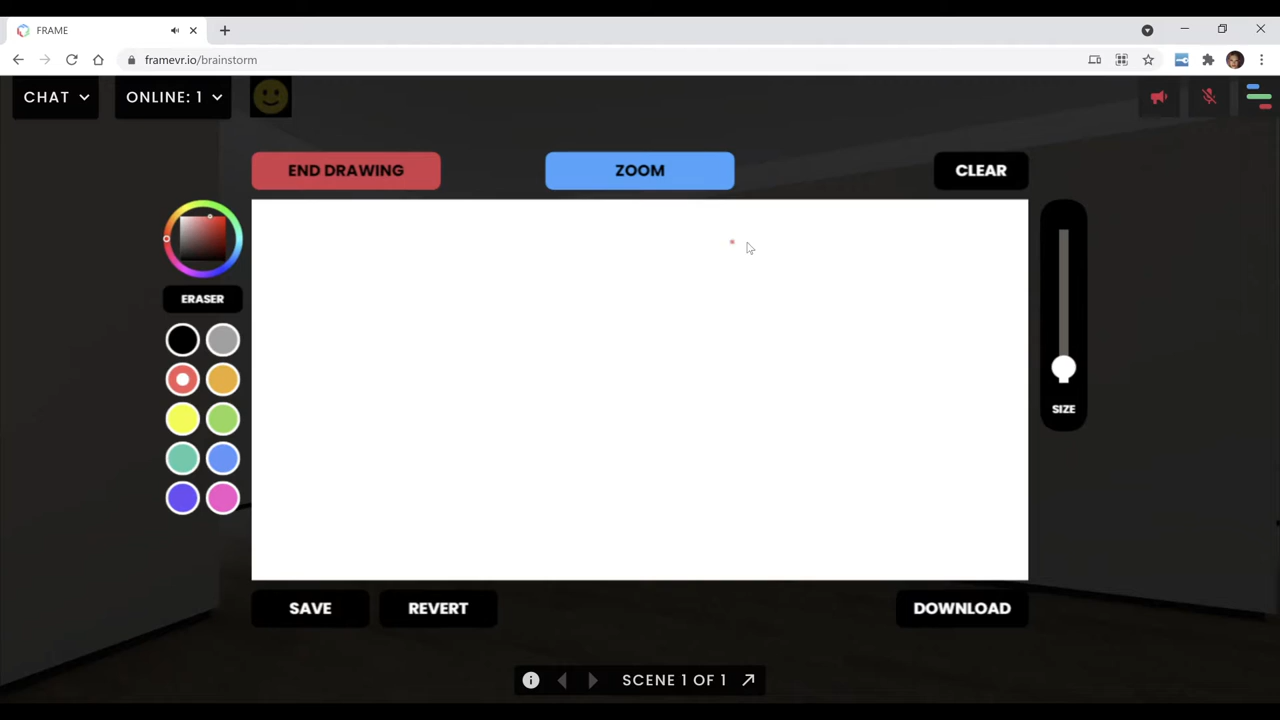 FRAME
framevr.io/brainstorm
CHAT
ONLINE: 1
END DRAWING
ZOOM
CLEAR
ERASER
SIZE
SAVE
REVERT
DOWNLOAD
SCENE 1 OF 1